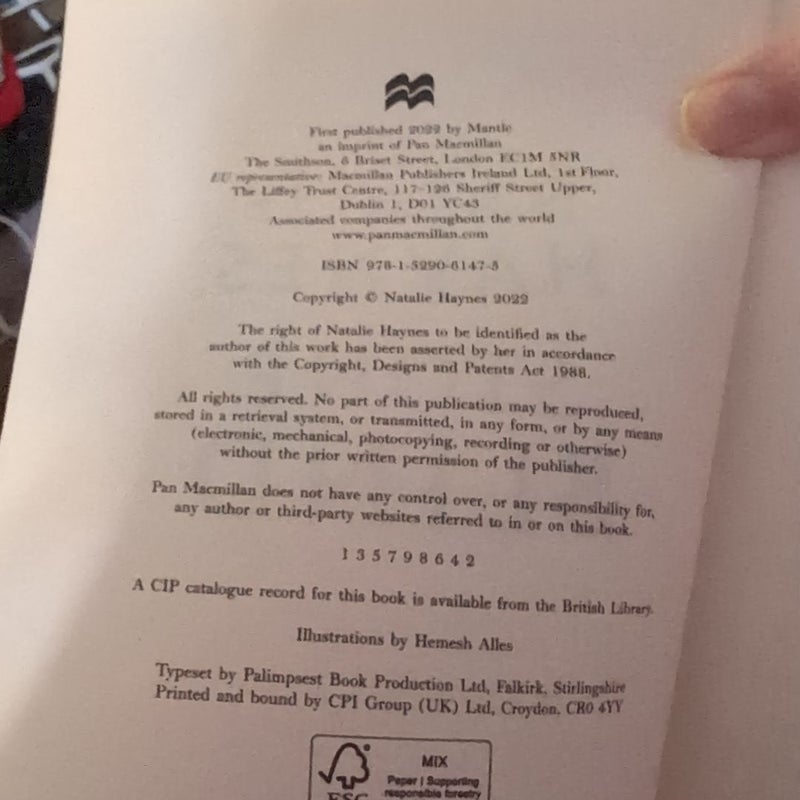 First published 2022 by Mantle
an imprint of Pan Macmillan
The Smithson, 6 Briset Street, London EC1M 5NR
EU representative: Macmillan Publishers Ireland Ltd, 1st Floor,
The Liffey Trust Centre, 117–126 Sheriff Street Upper,
Dublin 1, D01 YC43
Associated companies throughout the world
www.panmacmillan.com
ISBN 978-1-5290-6147-5
Copyright © Natalie Haynes 2022
The right of Natalie Haynes to be identified as the
author of this work has been asserted by her in accordance
with the Copyright, Designs and Patents Act 1988.
All rights reserved. No part of this publication may be reproduced,
stored in a retrieval system, or transmitted, in any form, or by any means
(electronic, mechanical, photocopying, recording or otherwise)
without the prior written permission of the publisher.
Pan Macmillan does not have any control over, or any responsibility for,
any author or third-party websites referred to in or on this book.
1 3 5 7 9 8 6 4 2
A CIP catalogue record for this book is available from the British Library.
Illustrations by Hemesh Alles
Typeset by Palimpsest Book Production Ltd, Falkirk, Stirlingshire
Printed and bound by CPI Group (UK) Ltd, Croydon, CR0 4YY
MIX
Paper | Supporting
responsible forestry
FSC